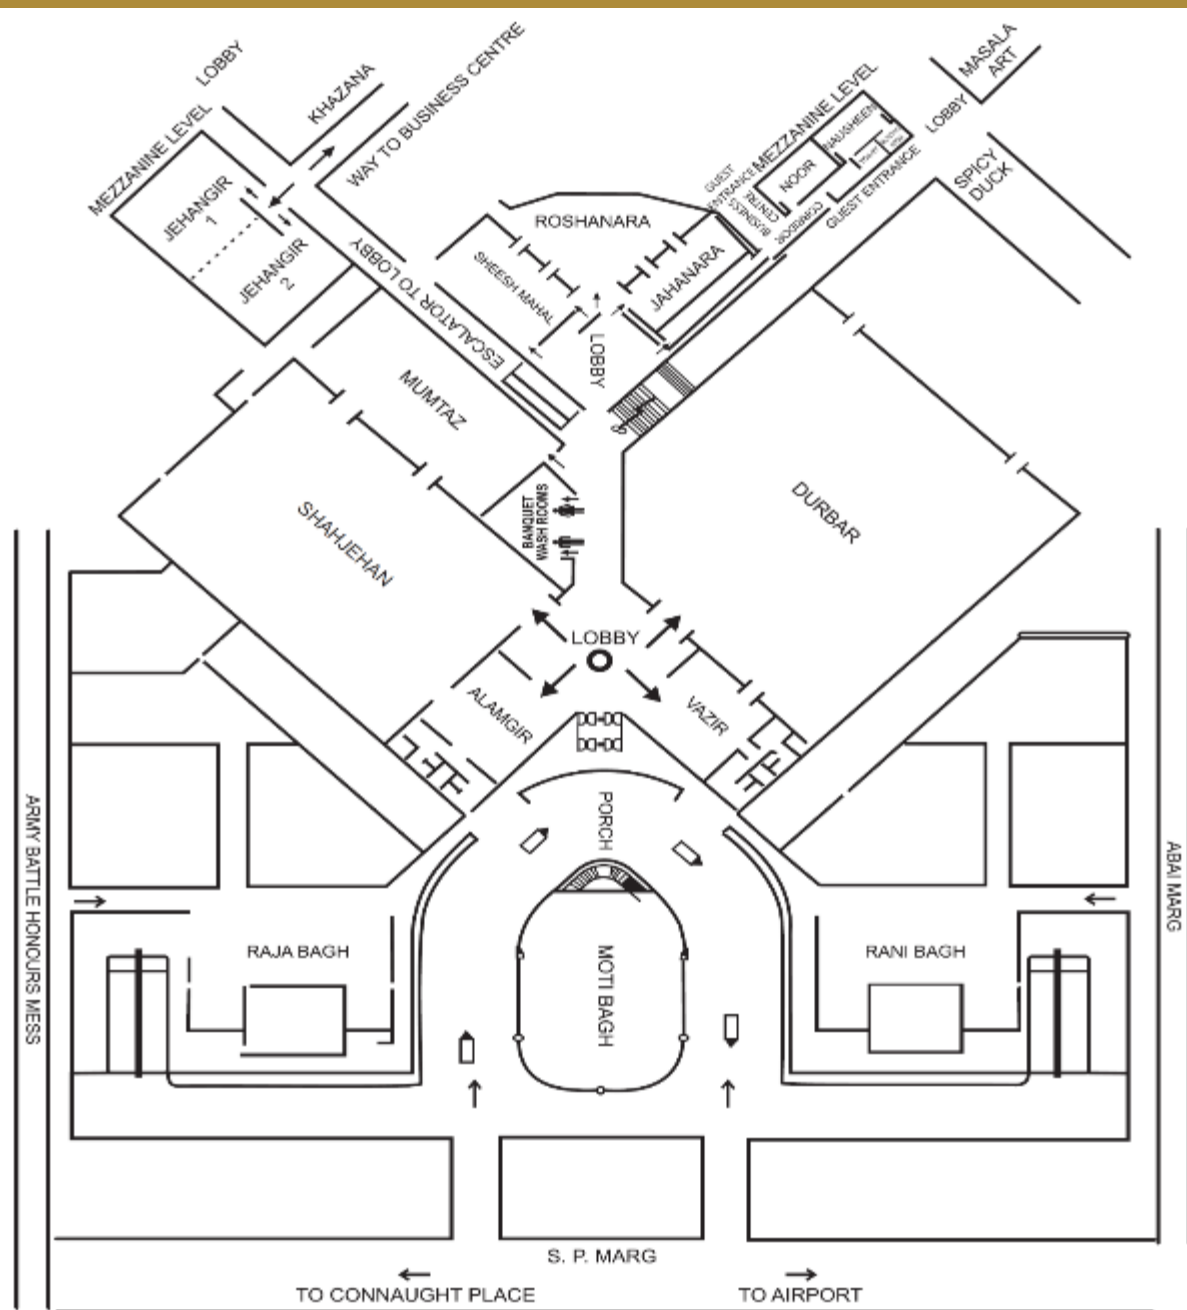 LOBBY
KHAZANA
WAY TO BUSINESS CENTRE
MEZZANINE LEVEL
JEHANGIR
1
JEHANGIR
2
ESCALATOR TO LOBBY
MASALA
ART
LOBBY
MEZZANINE LEVEL
NAUSHEEN
NOOR
GUEST
ENTRANCE
BUSINESS
CENTRE
CORRIDOR
GUEST ENTRANCE
SPICY
DUCK
ROSHANARA
SHEESH MAHAL
JAHANARA
LOBBY
MUMTAZ
SHAHJEHAN
BANQUET
WASH ROOMS
DURBAR
LOBBY
ALAMGIR
VAZIR
PORCH
ARMY BATTLE HONOURS MESS
ABAI MARG
RAJA BAGH
MOTI BAGH
RANI BAGH
S. P. MARG
TO CONNAUGHT PLACE
TO AIRPORT